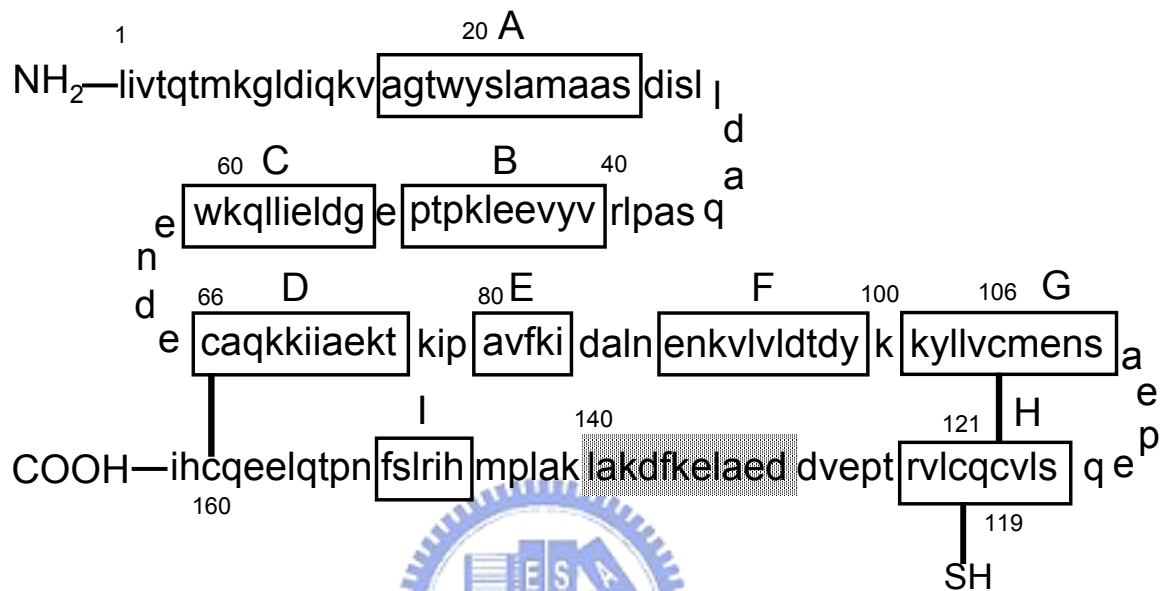 1 20 A
NH2 livtqtmkgldiqkv agtwyslamaas disl l
d
60 C B 40 a
e wkqllieldg e ptpkleevyv rlpas q
n
66 D 80 E F 100 106 G
d
e caqkkiiaekt kip avfki daln enkvlvldtdy k kyllvcmens a
e
I 140 121 H p
COOH ihcqeelqtpn fslrih mplak lakdfkelaed dvept rvlcqcvls q e
160 119
SH
E S A